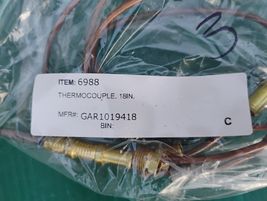 3
ITEM: 6988
THERMOCOUPLE, 18IN.
MFR#: GAR1019418
BIN:
C